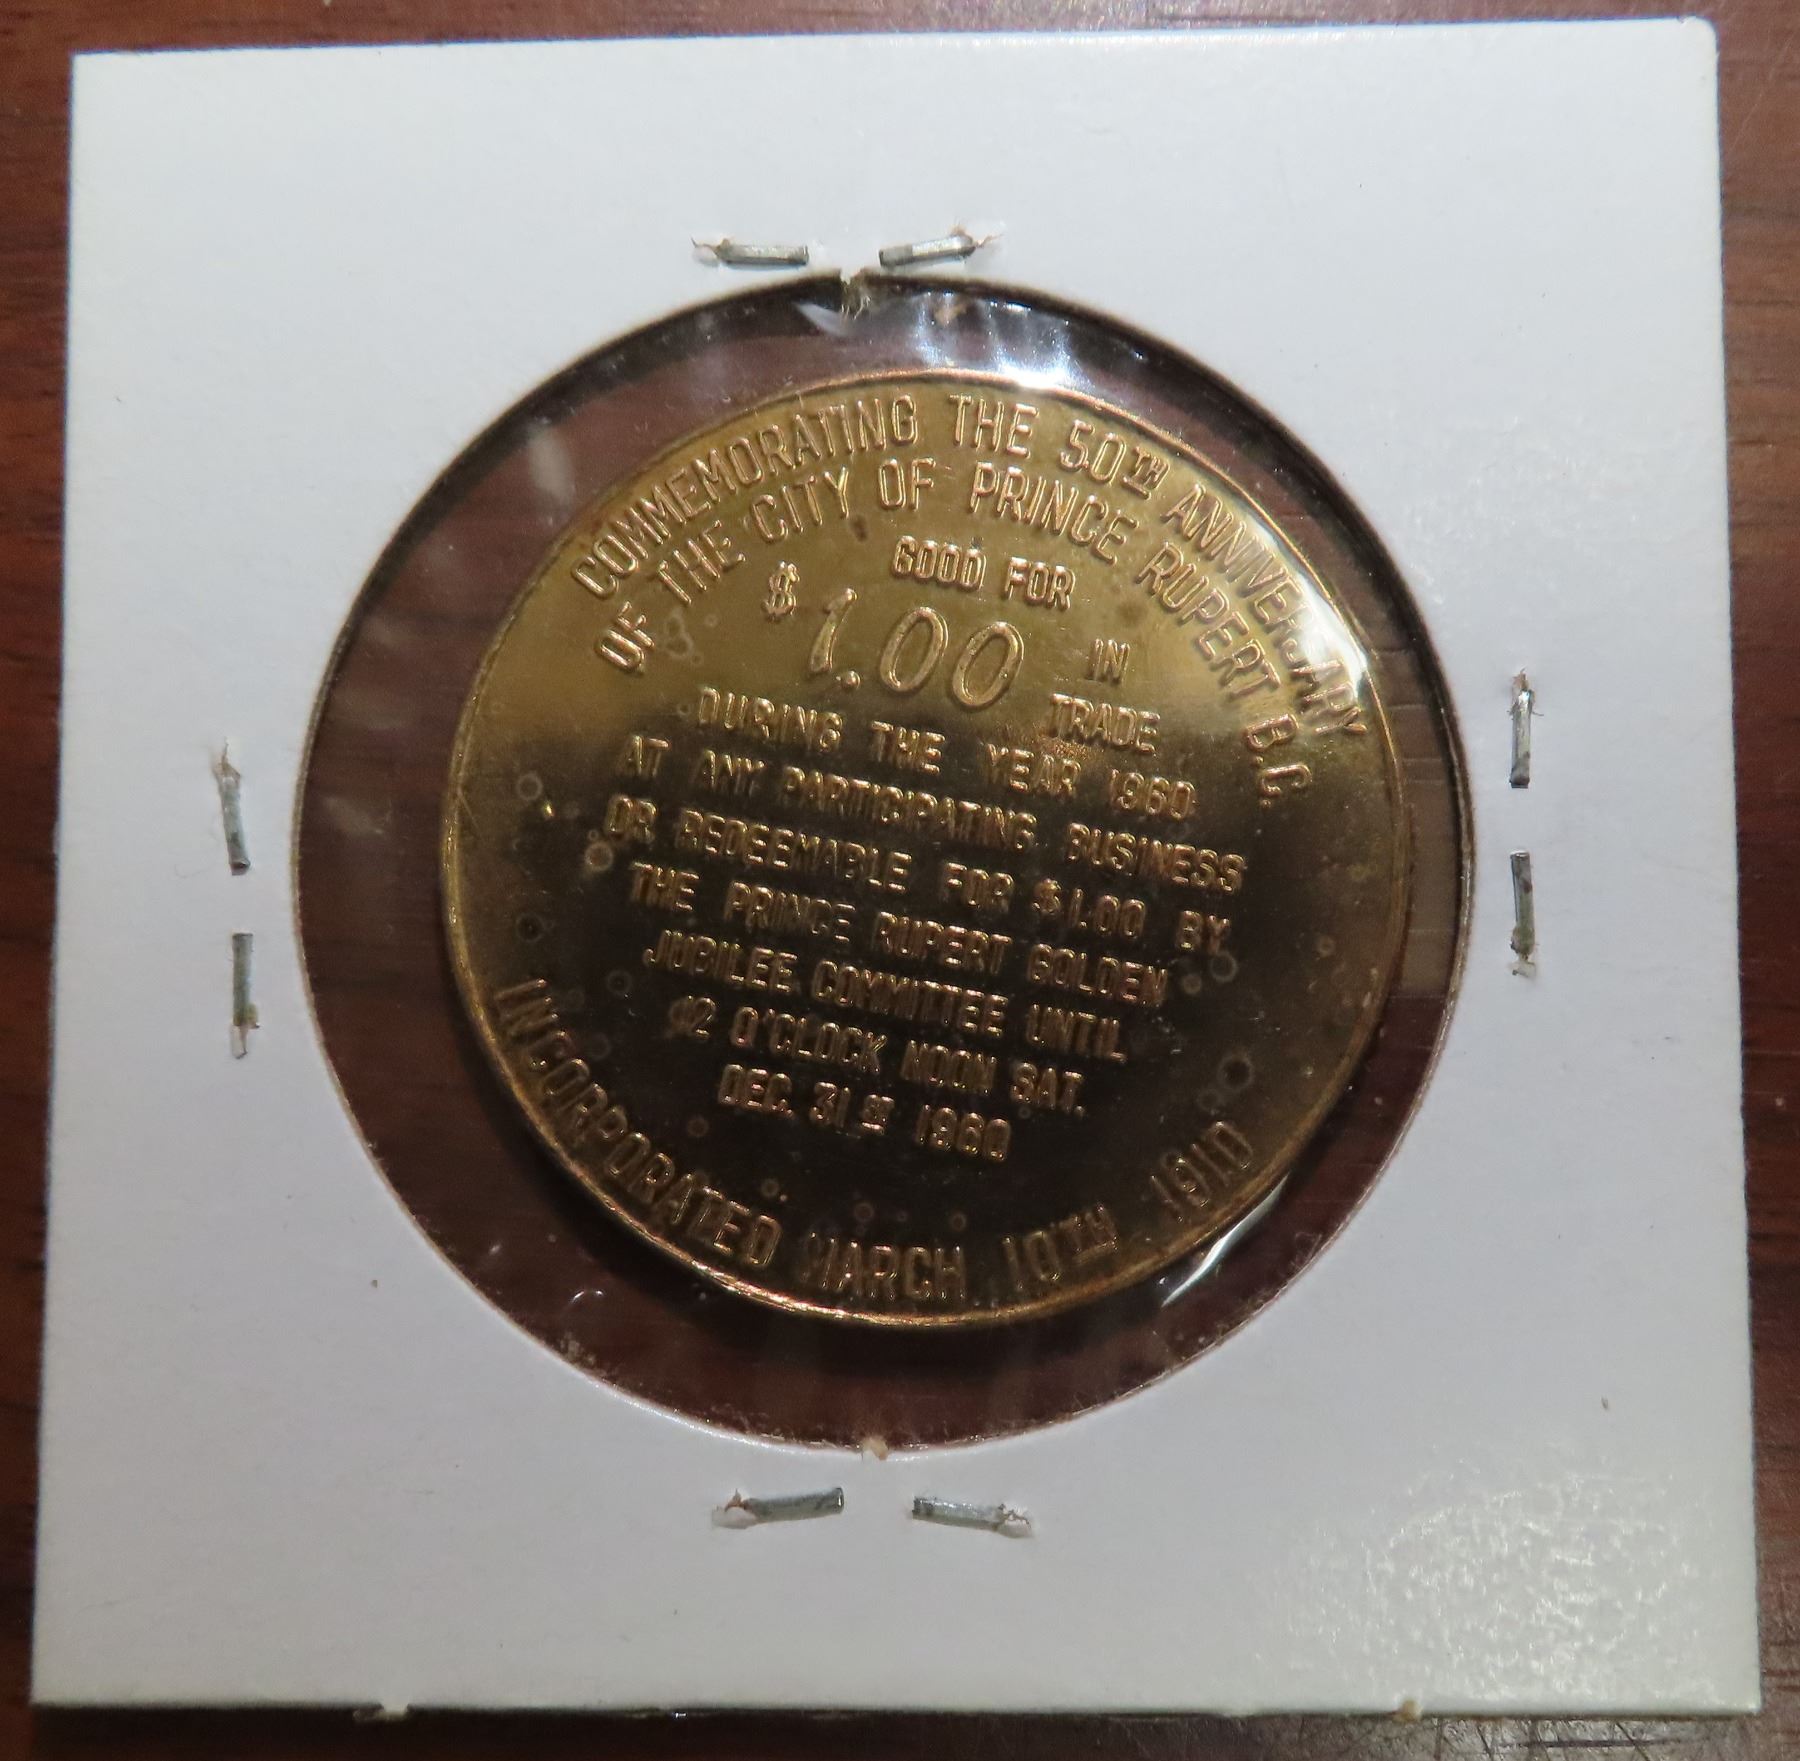 COMMEMORATING THE 50TH ANNIVERSARY
OF THE CITY OF PRINCE RUPERT B.C.
GOOD FOR
$1.00 IN
TRADE
DURING THE YEAR 1960
AT ANY PARTICIPATING BUSINESS
OR REDEEMABLE FOR $1.00 BY
THE PRINCE RUPERT GOLDEN
JUBILEE COMMITTEE UNTIL
12 O'CLOCK NOON SAT.
DEC. 31ST 1960
INCORPORATED MARCH 10TH 1910